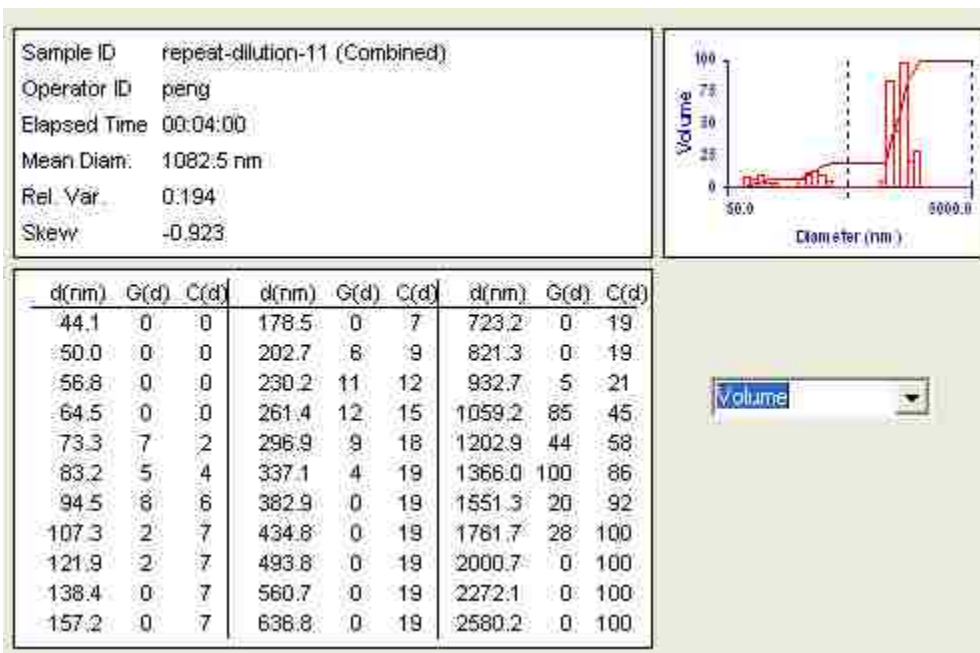 Sample ID repeat-dilution-11 (Combined)
Operator ID peng
Elapsed Time 00:04:00
Mean Diam. 1082.5 nm
Rel. Var. 0.194
Skew -0.923
100
75
50
25
0
Volume
50.0 5000.0
Diameter (nm)
d(nm) G(d) C(d) d(nm) G(d) C(d) d(nm) G(d) C(d)
44.1 0 0 178.5 0 7 723.2 0 19
50.0 0 0 202.7 6 9 821.3 0 19
56.8 0 0 230.2 11 12 932.7 5 21
64.5 0 0 261.4 12 15 1059.2 85 45
73.3 7 2 296.9 9 18 1202.9 44 58
83.2 5 4 337.1 4 19 1366.0 100 86
94.5 8 6 382.9 0 19 1551.3 20 92
107.3 2 7 434.8 0 19 1761.7 28 100
121.9 2 7 493.8 0 19 2000.7 0 100
138.4 0 7 560.7 0 19 2272.1 0 100
157.2 0 7 636.8 0 19 2580.2 0 100
Volume